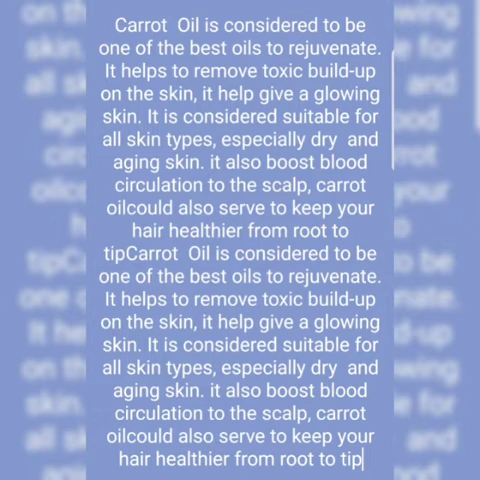 Carrot  Oil is considered to be
one of the best oils to rejuvenate.
It helps to remove toxic build-up
on the skin, it help give a glowing
skin. It is considered suitable for
all skin types, especially dry  and
aging skin. it also boost blood
circulation to the scalp, carrot
oilcould also serve to keep your
hair healthier from root to
tipCarrot  Oil is considered to be
one of the best oils to rejuvenate.
It helps to remove toxic build-up
on the skin, it help give a glowing
skin. It is considered suitable for
all skin types, especially dry  and
aging skin. it also boost blood
circulation to the scalp, carrot
oilcould also serve to keep your
hair healthier from root to tip